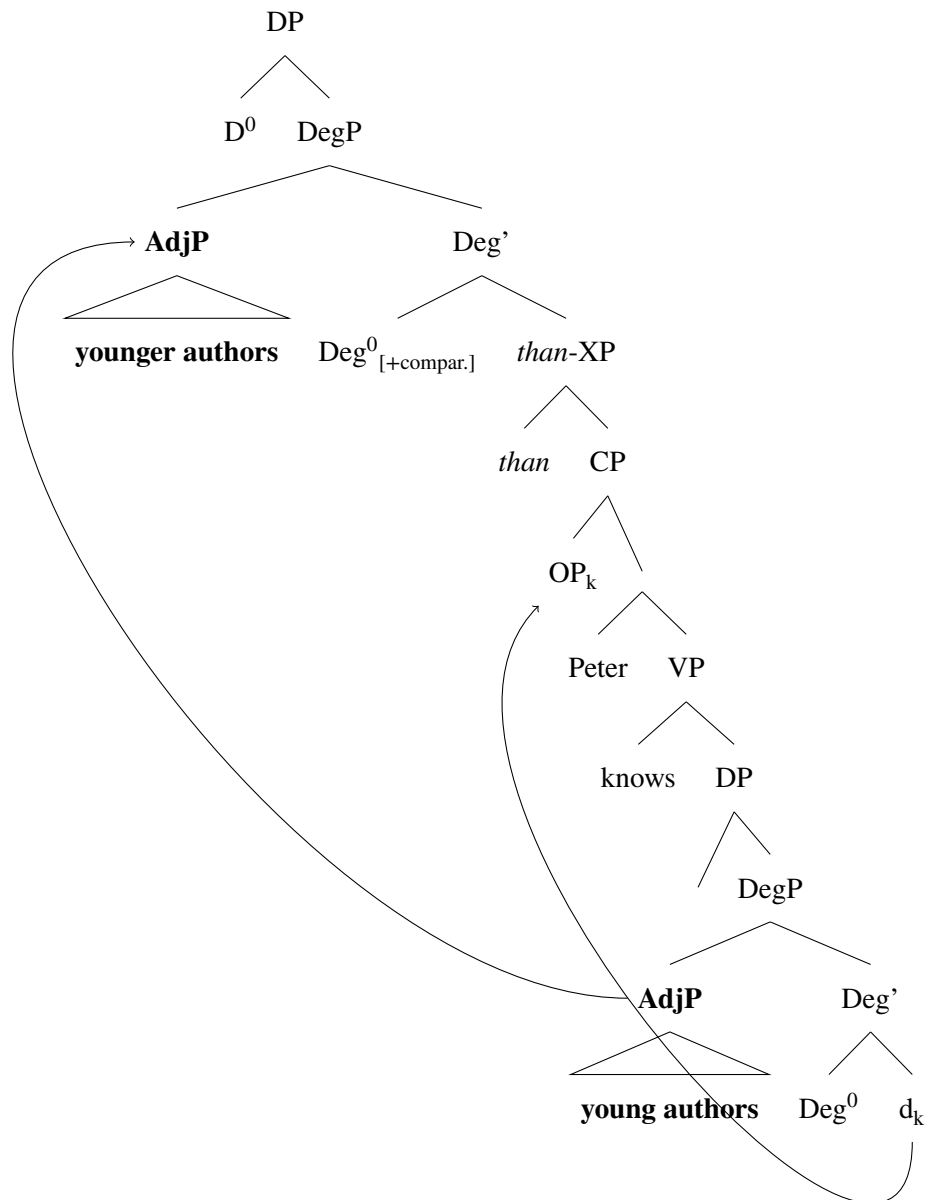 DP
D⁰ DegP
AdjP Deg’
younger authors Deg⁰[+compar.] than-XP
than CP
OPk
Peter VP
knows DP
DegP
AdjP Deg’
young authors Deg⁰ dk